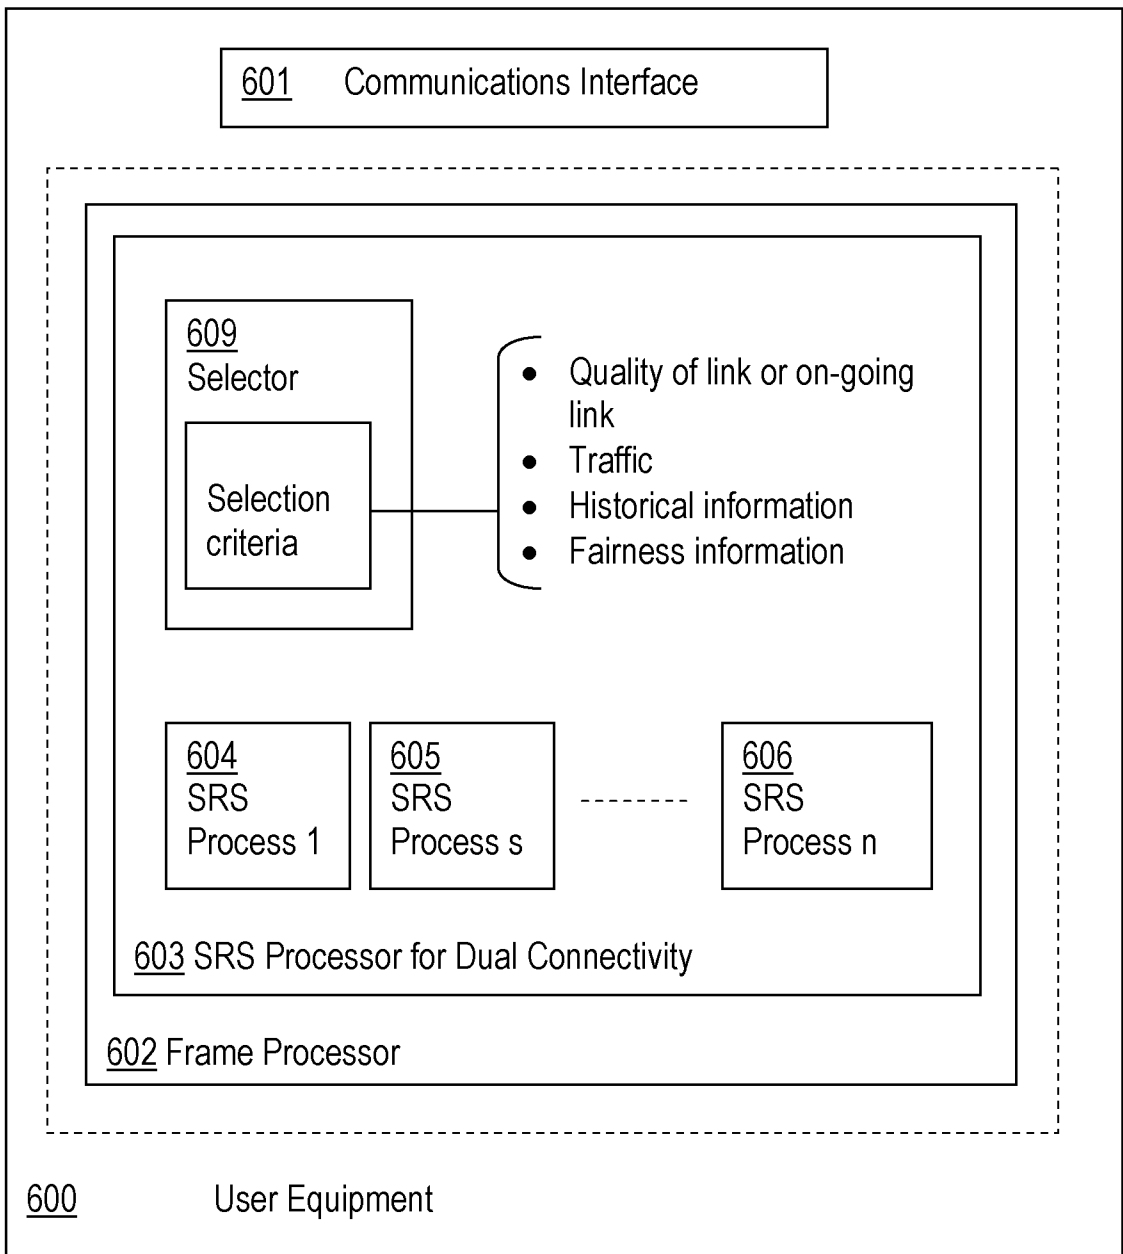 601 Communications Interface
609
Selector
Selection
criteria
• Quality of link or on-going
link
• Traffic
• Historical information
• Fairness information
604
SRS
Process 1
605
SRS
Process s
606
SRS
Process n
603 SRS Processor for Dual Connectivity
602 Frame Processor
600 User Equipment